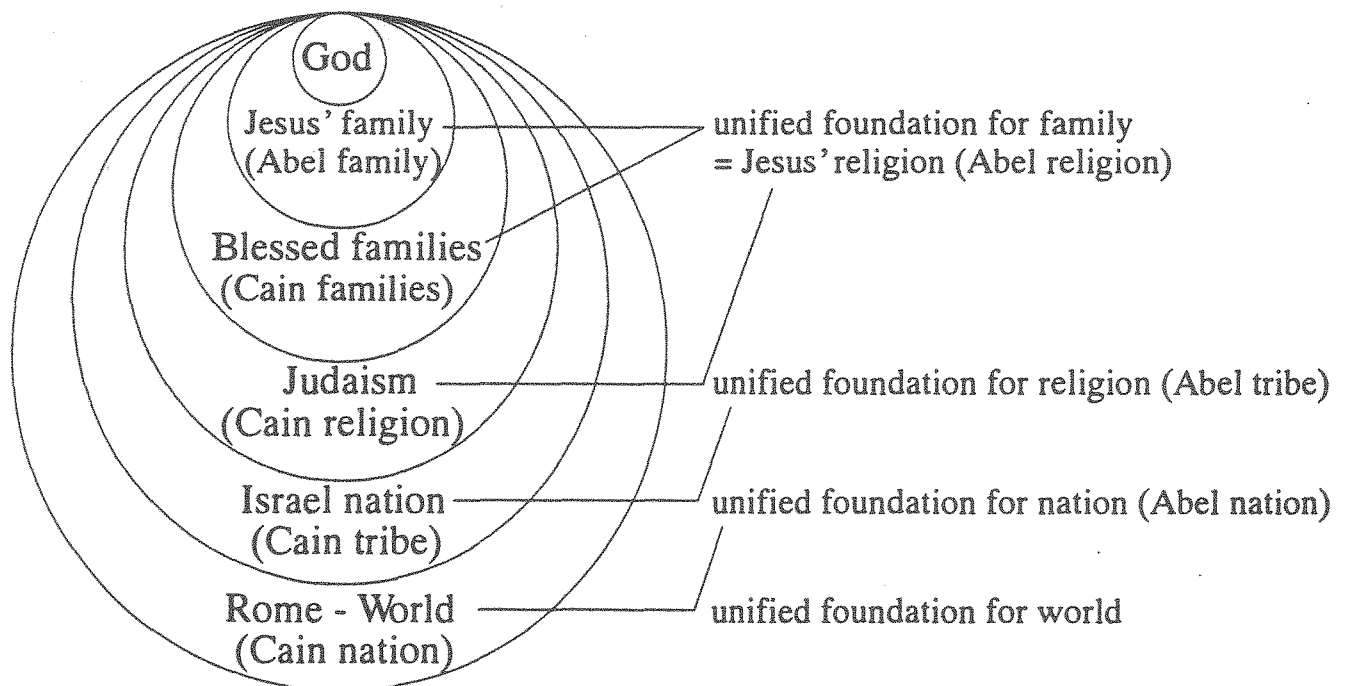 God
Jesus' family
(Abel family)
unified foundation for family
= Jesus' religion (Abel religion)
Blessed families
(Cain families)
Judaism
(Cain religion)
unified foundation for religion (Abel tribe)
Israel nation
(Cain tribe)
unified foundation for nation (Abel nation)
Rome - World
(Cain nation)
unified foundation for world